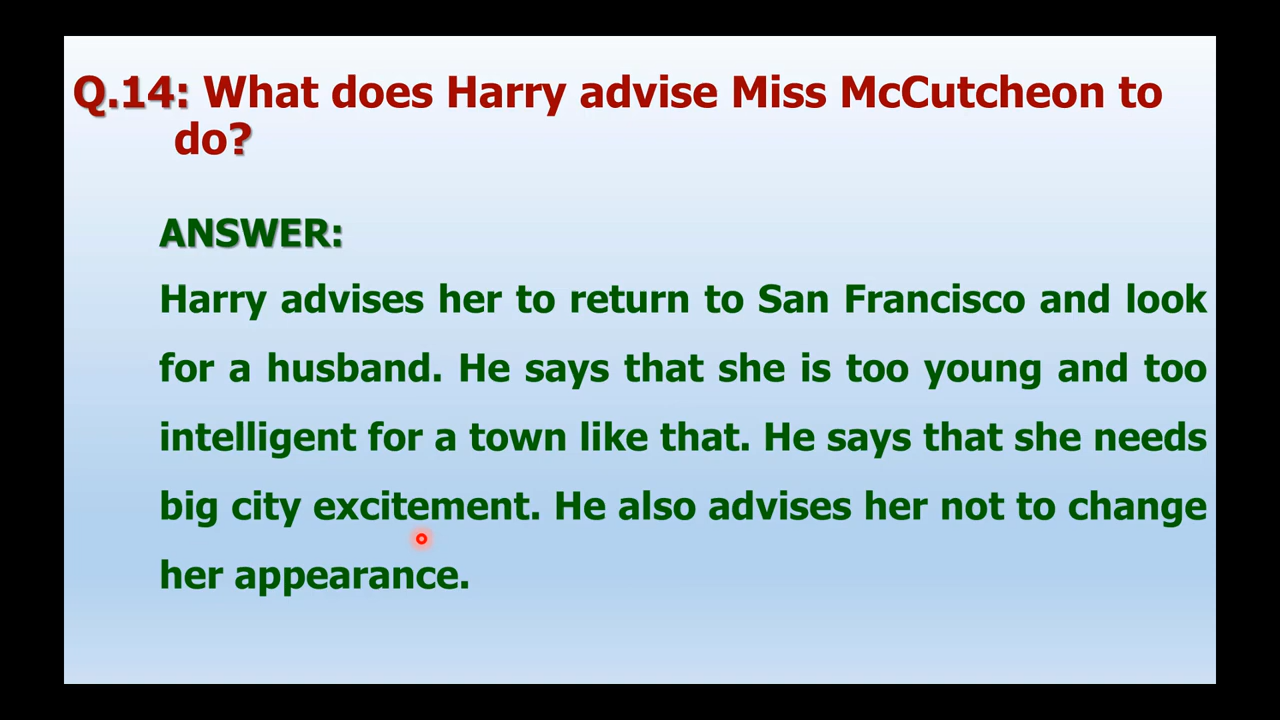 Q.14: What does Harry advise Miss McCutcheon to
do?
ANSWER:
Harry advises her to return to San Francisco and look
for a husband. He says that she is too young and too
intelligent for a town like that. He says that she needs
big city excitement. He also advises her not to change
her appearance.